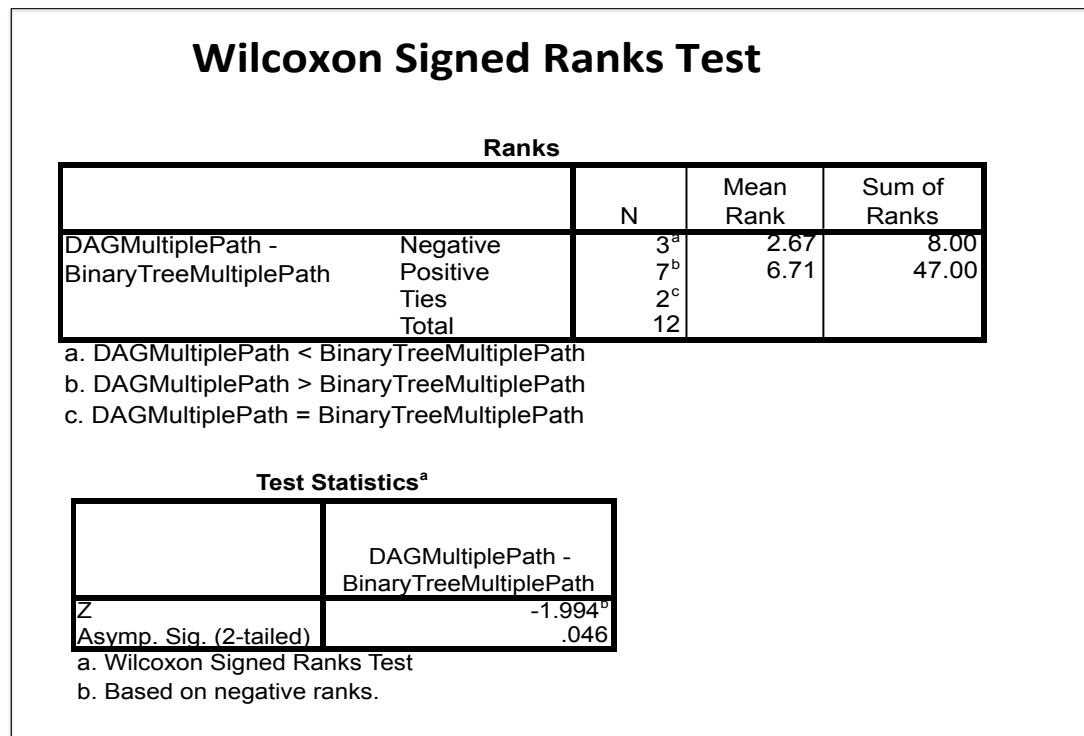 Wilcoxon Signed Ranks Test
Ranks
N Mean Rank Sum of Ranks
DAGMultiplePath - BinaryTreeMultiplePath Negative 3a 2.67 8.00
Positive 7b 6.71 47.00
Ties 2c
Total 12
a. DAGMultiplePath < BinaryTreeMultiplePath
b. DAGMultiplePath > BinaryTreeMultiplePath
c. DAGMultiplePath = BinaryTreeMultiplePath
Test Statisticsa
DAGMultiplePath -
BinaryTreeMultiplePath
Z -1.994b
Asymp. Sig. (2-tailed) .046
a. Wilcoxon Signed Ranks Test
b. Based on negative ranks.